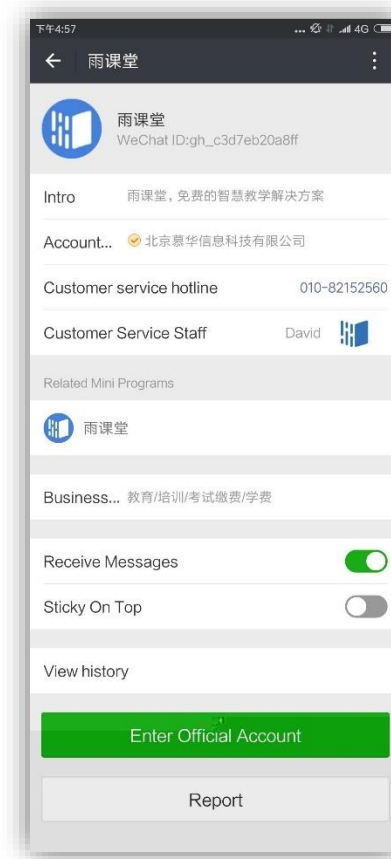 下午4:57
... 4G
雨课堂
雨课堂
WeChat ID:gh_c3d7eb20a8ff
Intro 雨课堂，免费的智慧教学解决方案
Account... 北京慕华信息科技有限公司
Customer service hotline 010-82152560
Customer Service Staff David
Related Mini Programs
雨课堂
Business... 教育/培训/考试缴费/学费
Receive Messages
Sticky On Top
View history
Enter Official Account
Report